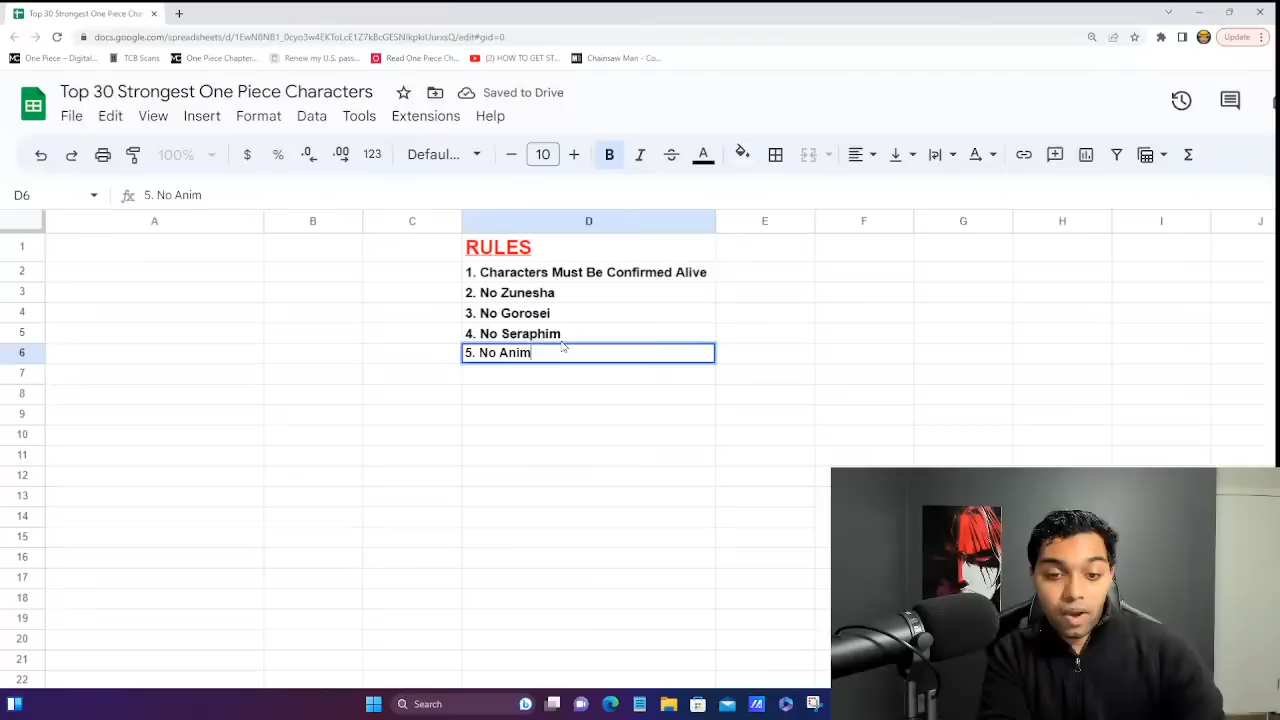 Top 30 Strongest One Piece Cha
docs.google.com/spreadsheets/d/1EwN8N81_0cyo3w4EKToLcE1Z7kBcGESNIkpkiUurxsQ/edit#gid=0
Update
One Piece – Digital...
TCB Scans
One Piece Chapter...
Renew my U.S. pass...
Read One Piece Ch...
(2) HOW TO GET ST...
Chainsaw Man - Co...
Top 30 Strongest One Piece Characters
Saved to Drive
File Edit View Insert Format Data Tools Extensions Help
100% $ % .0 .00 123 Defaul... 10 B I A
D6 fx 5. No Anim
A B C D E F G H I J
1 RULES
2 1. Characters Must Be Confirmed Alive
3 2. No Zunesha
4 3. No Gorosei
5 4. No Seraphim
6 5. No Anim
7
8
9
10
11
12
13
14
15
16
17
18
19
20
21
22
Search